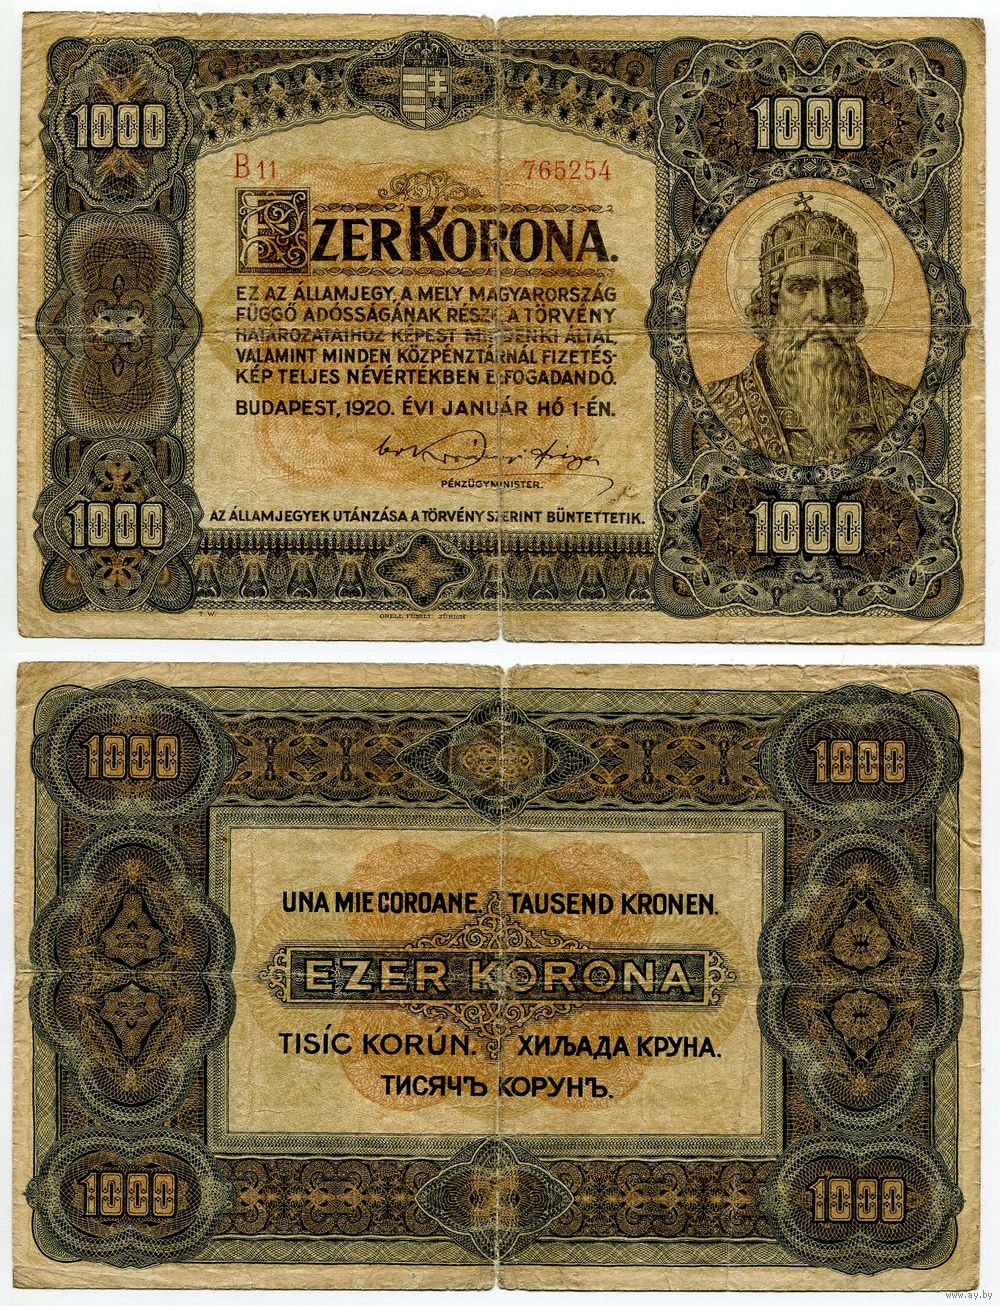 1000
1000
B 11 765254
EZER KORONA.
EZ AZ ÁLLAMJEGY, A MELY MAGYARORSZÁG
FÜGGŐ ADÓSSÁGÁNAK RÉSZE, A TÖRVÉNY
HATÁROZATAIHOZ KÉPEST MINDENKI ÁLTAL,
VALAMINT MINDEN KÖZPÉNZTÁRNÁL FIZETÉS-
KÉP TELJES NÉVÉRTÉKBEN ELFOGADANDÓ.
BUDAPEST, 1920. ÉVI JANUÁR HÓ 1-ÉN.
PÉNZÜGYMINISTER.
1000
1000
AZ ÁLLAMJEGYEK UTÁNZÁSA A TÖRVÉNY SZERINT BÜNTETTETIK.
T. W.
ORELL FÜSSLI ZÜRICH
1000
1000
UNA MIE COROANE. TAUSEND KRONEN.
EZER KORONA
TISÍC KORÚN. ХИЉАДА КРУНА.
ТИСЯЧЪ КОРУНЪ.
1000
1000
www.ay.by